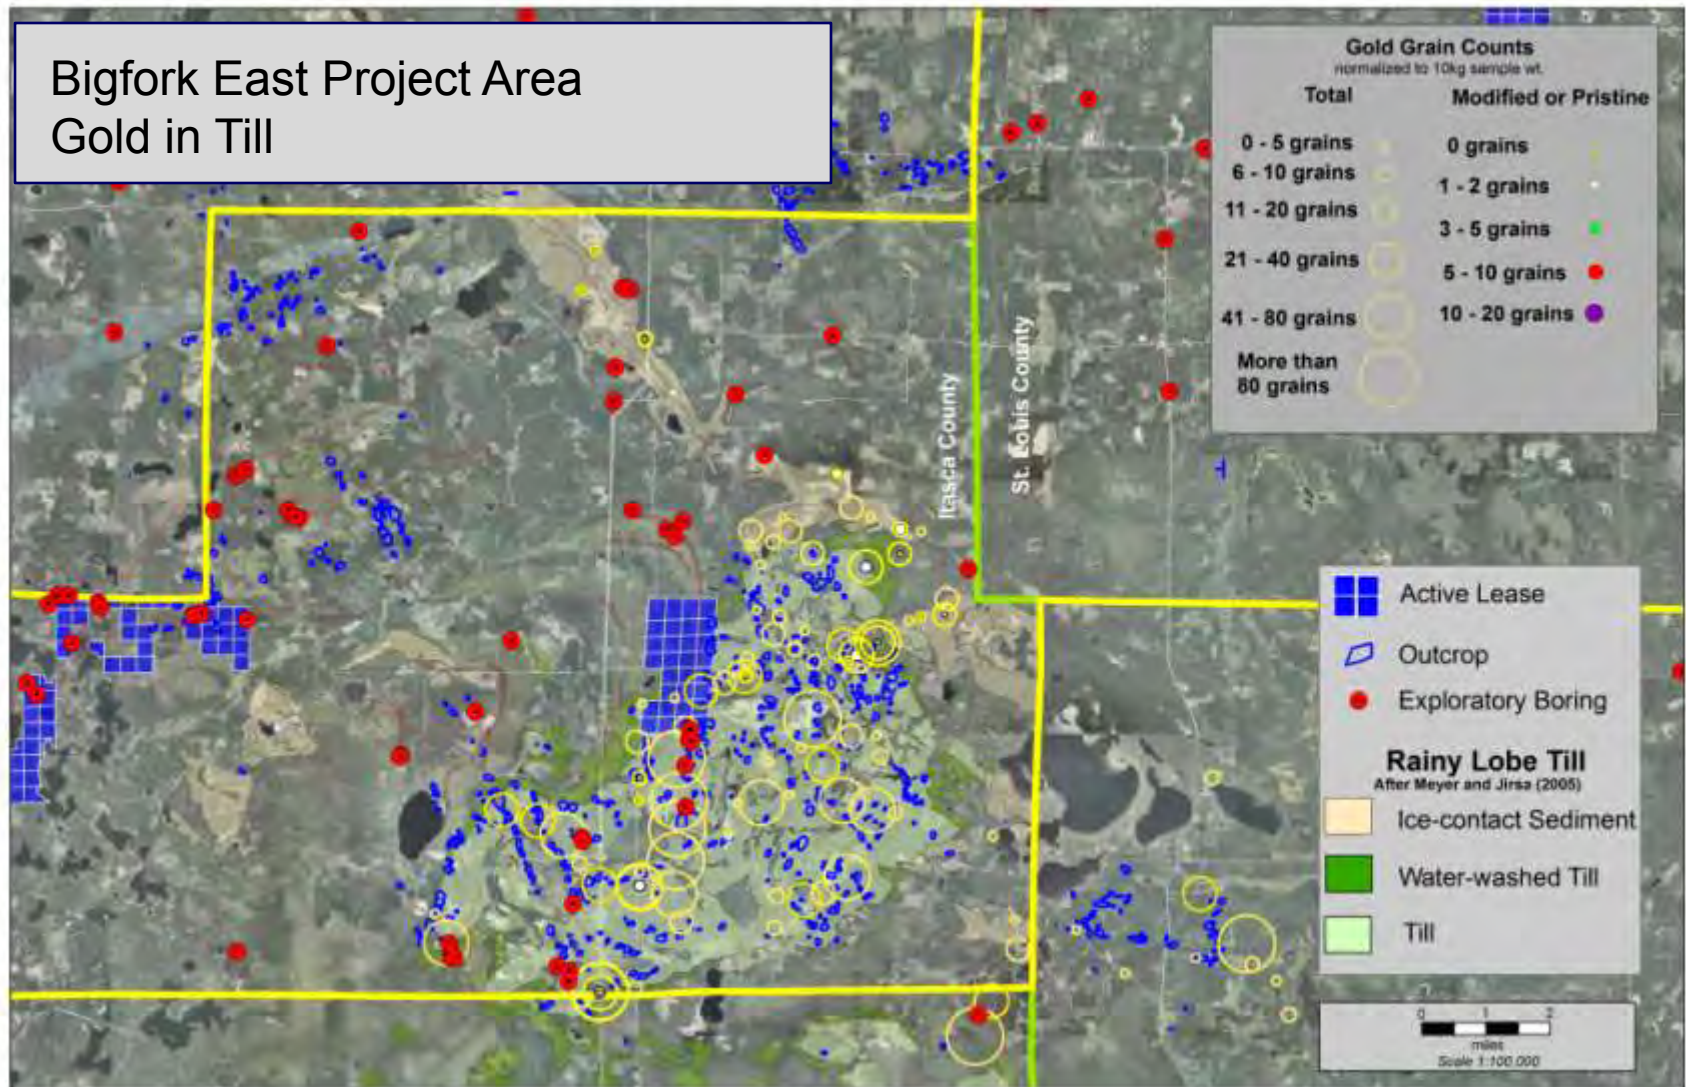 Bigfork East Project Area
Gold in Till
Gold Grain Counts
normalized to 10kg sample wt.
Total
Modified or Pristine
0 - 5 grains
0 grains
6 - 10 grains
1 - 2 grains
11 - 20 grains
3 - 5 grains
21 - 40 grains
5 - 10 grains
41 - 80 grains
10 - 20 grains
More than
80 grains
Itasca County
St. Louis County
Active Lease
Outcrop
Exploratory Boring
Rainy Lobe Till
After Meyer and Jirsa (2005)
Ice-contact Sediment
Water-washed Till
Till
0 1 2
miles
Scale 1:100,000